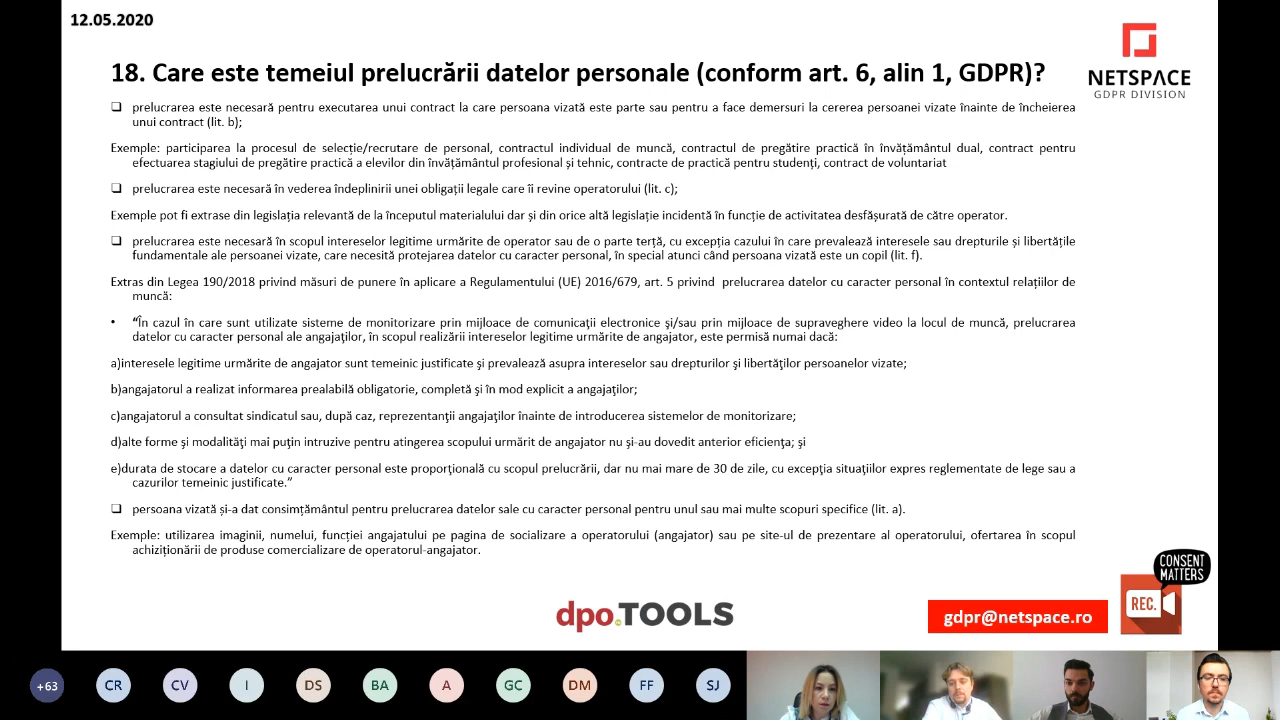 12.05.2020
18. Care este temeiul prelucrării datelor personale (conform art. 6, alin 1, GDPR)?
NETSPACE
GDPR DIVISION
prelucrarea este necesară pentru executarea unui contract la care persoana vizată este parte sau pentru a face demersuri la cererea persoanei vizate înainte de încheierea
unui contract (lit. b);
Exemple: participarea la procesul de selecție/recrutare de personal, contractul individual de muncă, contractul de pregătire practică în învățământul dual, contract pentru
efectuarea stagiului de pregătire practică a elevilor din învățământul profesional și tehnic, contracte de practică pentru studenți, contract de voluntariat
prelucrarea este necesară în vederea îndeplinirii unei obligații legale care îi revine operatorului (lit. c);
Exemple pot fi extrase din legislația relevantă de la începutul materialului dar și din orice altă legislație incidentă în funcție de activitatea desfășurată de către operator.
prelucrarea este necesară în scopul intereselor legitime urmărite de operator sau de o parte terță, cu excepția cazului în care prevalează interesele sau drepturile și libertățile
fundamentale ale persoanei vizate, care necesită protejarea datelor cu caracter personal, în special atunci când persoana vizată este un copil (lit. f).
Extras din Legea 190/2018 privind măsuri de punere în aplicare a Regulamentului (UE) 2016/679, art. 5 privind prelucrarea datelor cu caracter personal în contextul relațiilor de
muncă:
• “În cazul în care sunt utilizate sisteme de monitorizare prin mijloace de comunicaţii electronice şi/sau prin mijloace de supraveghere video la locul de muncă, prelucrarea
datelor cu caracter personal ale angajaţilor, în scopul realizării intereselor legitime urmărite de angajator, este permisă numai dacă:
a)interesele legitime urmărite de angajator sunt temeinic justificate şi prevalează asupra intereselor sau drepturilor şi libertăţilor persoanelor vizate;
b)angajatorul a realizat informarea prealabilă obligatorie, completă şi în mod explicit a angajaţilor;
c)angajatorul a consultat sindicatul sau, după caz, reprezentanţii angajaţilor înainte de introducerea sistemelor de monitorizare;
d)alte forme şi modalităţi mai puţin intruzive pentru atingerea scopului urmărit de angajator nu şi-au dovedit anterior eficienţa; şi
e)durata de stocare a datelor cu caracter personal este proporţională cu scopul prelucrării, dar nu mai mare de 30 de zile, cu excepţia situaţiilor expres reglementate de lege sau a
cazurilor temeinic justificate.”
persoana vizată și-a dat consimțământul pentru prelucrarea datelor sale cu caracter personal pentru unul sau mai multe scopuri specifice (lit. a).
Exemple: utilizarea imaginii, numelui, funcției angajatului pe pagina de socializare a operatorului (angajator) sau pe site-ul de prezentare al operatorului, ofertarea în scopul
achiziționării de produse comercializare de operatorul-angajator.
CONSENT
MATTERS
REC.
dpo.TOOLS
gdpr@netspace.ro
+63 CR CV I DS BA A GC DM FF SJ